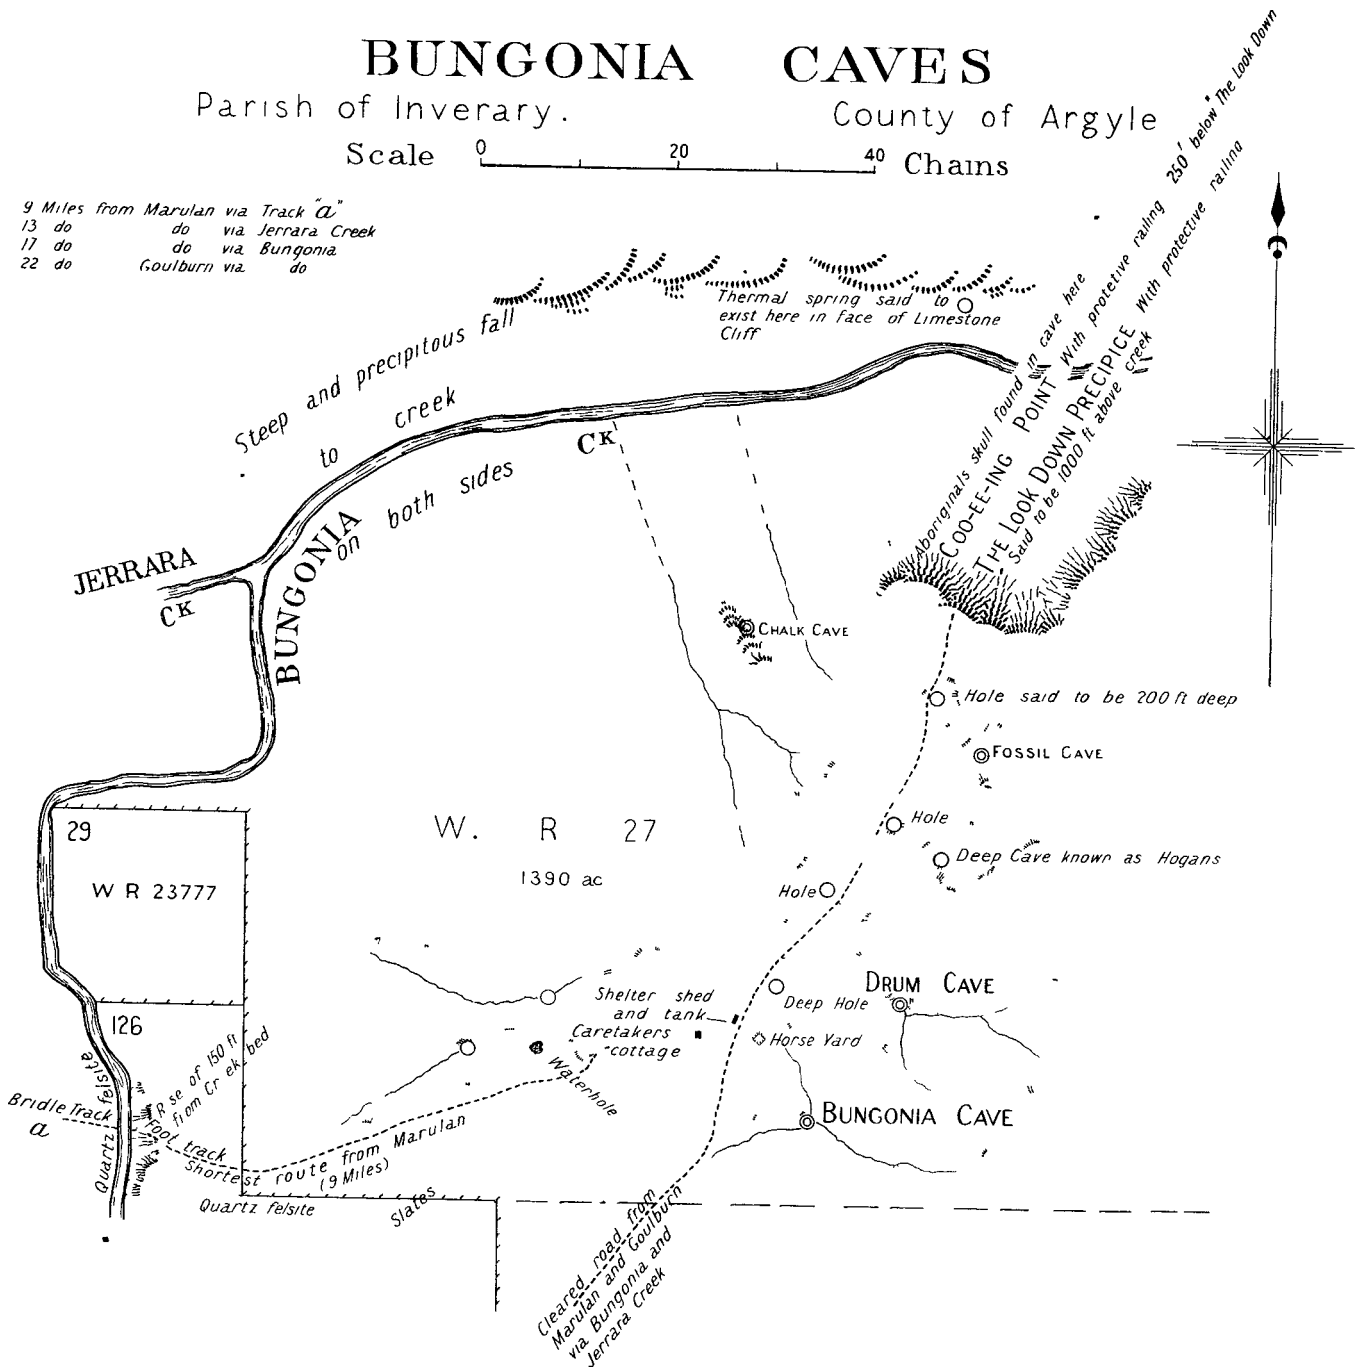 BUNGONIA CAVES
Parish of Inverary.
County of Argyle
Scale 0 20 40 Chains
9 Miles from Marulan via Track "a"
13 do do via Jerrara Creek
17 do do via Bungonia
22 do Goulburn via do
Thermal spring said to
exist here in face of Limestone
Cliff
Steep and precipitous fall
to creek
on both sides
Aboriginals skull found in cave here
COO-EE-ING POINT With protetive railing 250' below "The Look Down
THE LOOK DOWN PRECIPICE With protective railing
Said to be 1000 ft above creek
CK
BUNGONIA
JERRARA
CK
CHALK CAVE
Hole said to be 200 ft deep
FOSSIL CAVE
Hole
Deep Cave known as Hogans
Hole
29
W R 23777
W. R 27
1390 ac
126
Shelter shed
and tank
Caretakers
cottage
Waterhole
Deep Hole
DRUM CAVE
Horse Yard
BUNGONIA CAVE
Quartz felsite
R se of 150 ft
from Cr ek bed
Bridle Track
a
Foot track
Shortest route from Marulan
(9 Miles)
Quartz felsite
Slates
Cleared road from
Marulan and Goulburn
via Bungonia and
Jerrara Creek